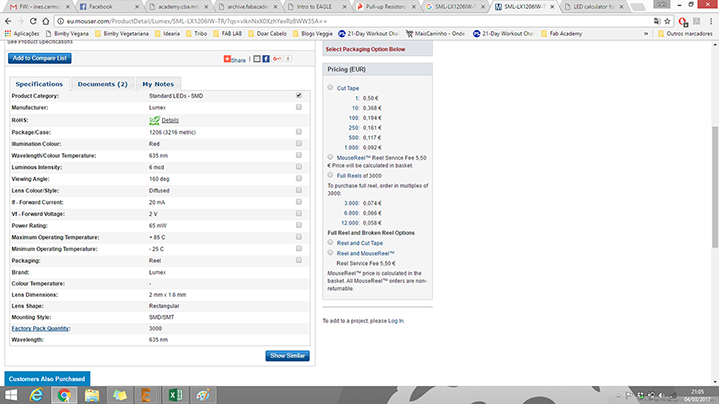 FWI - ines.carmo
Facebook
academy.cba.mit
archive.fabacade
Intro to EAGLE
Pull-up Resistors
SML-LX1206IW-T
SML-LX1206IW-T
LED calculator fo
eu.mouser.com/ProductDetail/Lumex/SML-LX1206IW-TR/?qs=
Aplicações
Bimby
Bimby Vegetariana
Ideana
Tribo
FAB LAB
Doar Cabelo
Blogs Veggie
21-Day Workout Chal
MaisCarrinho - Onde
21-Day Workout Chal
Fab Academy
»
Outros marcadores
See Product Specifications
Add to Compare List
Share
0
Specifications
Documents (2)
My Notes
Product Category: Standard LEDs - SMD
Manufacturer: Lumex
RoHS: Details
Package/Case: 1206 (3216 metric)
Illumination Colour: Red
Wavelength/Colour Temperature: 635 nm
Luminous Intensity: 6 mcd
Viewing Angle: 160 deg
Lens Colour/Style: Diffused
If - Forward Current: 20 mA
Vf - Forward Voltage: 2 V
Power Rating: 65 mW
Maximum Operating Temperature: + 85 C
Minimum Operating Temperature: - 25 C
Packaging: Reel
Brand: Lumex
Colour Temperature: -
Lens Dimensions: 2 mm x 1.6 mm
Lens Shape: Rectangular
Mounting Style: SMD/SMT
Factory Pack Quantity: 3000
Wavelength: 635 nm
Show Similar
Customers Also Purchased
Select Packaging Option Below
Pricing (EUR)
Cut Tape
1: 0,50 €
10: 0,368 €
100: 0,194 €
250: 0,161 €
500: 0,117 €
1.000: 0,092 €
MouseReel™ Reel Service Fee 5,50
€ Price will be calculated in basket.
Full Reels of 3000
To purchase full reel, order in multiples of
3000:
3.000: 0,074 €
6.000: 0,066 €
12.000: 0,058 €
Full Reel and Broken Reel Options
Reel and Cut Tape
Reel and MouseReel™
Reel Service Fee 5,50 €
MouseReel™ price is calculated in the
basket. All MouseReel™ orders are non-
returnable.
To add to a project, please Log In.
21:05
04/03/2017